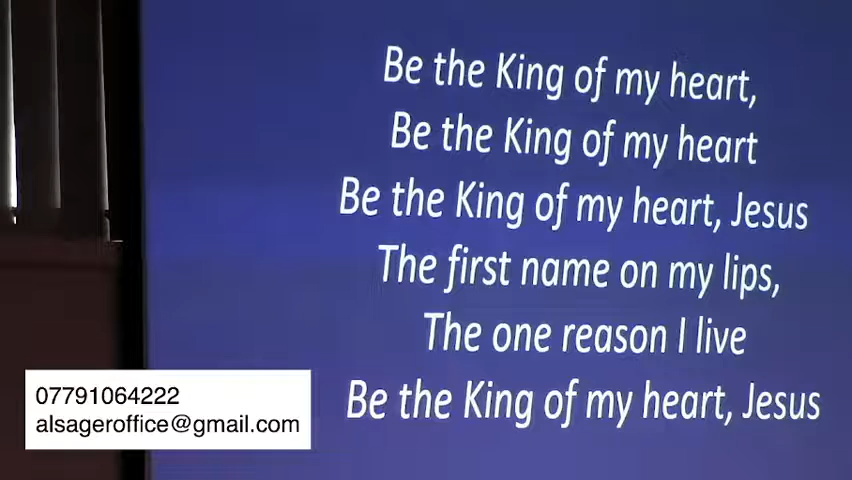 Be the King of my heart,
Be the King of my heart
Be the King of my heart, Jesus
The first name on my lips,
The one reason I live
Be the King of my heart, Jesus
07791064222
alsageroffice@gmail.com